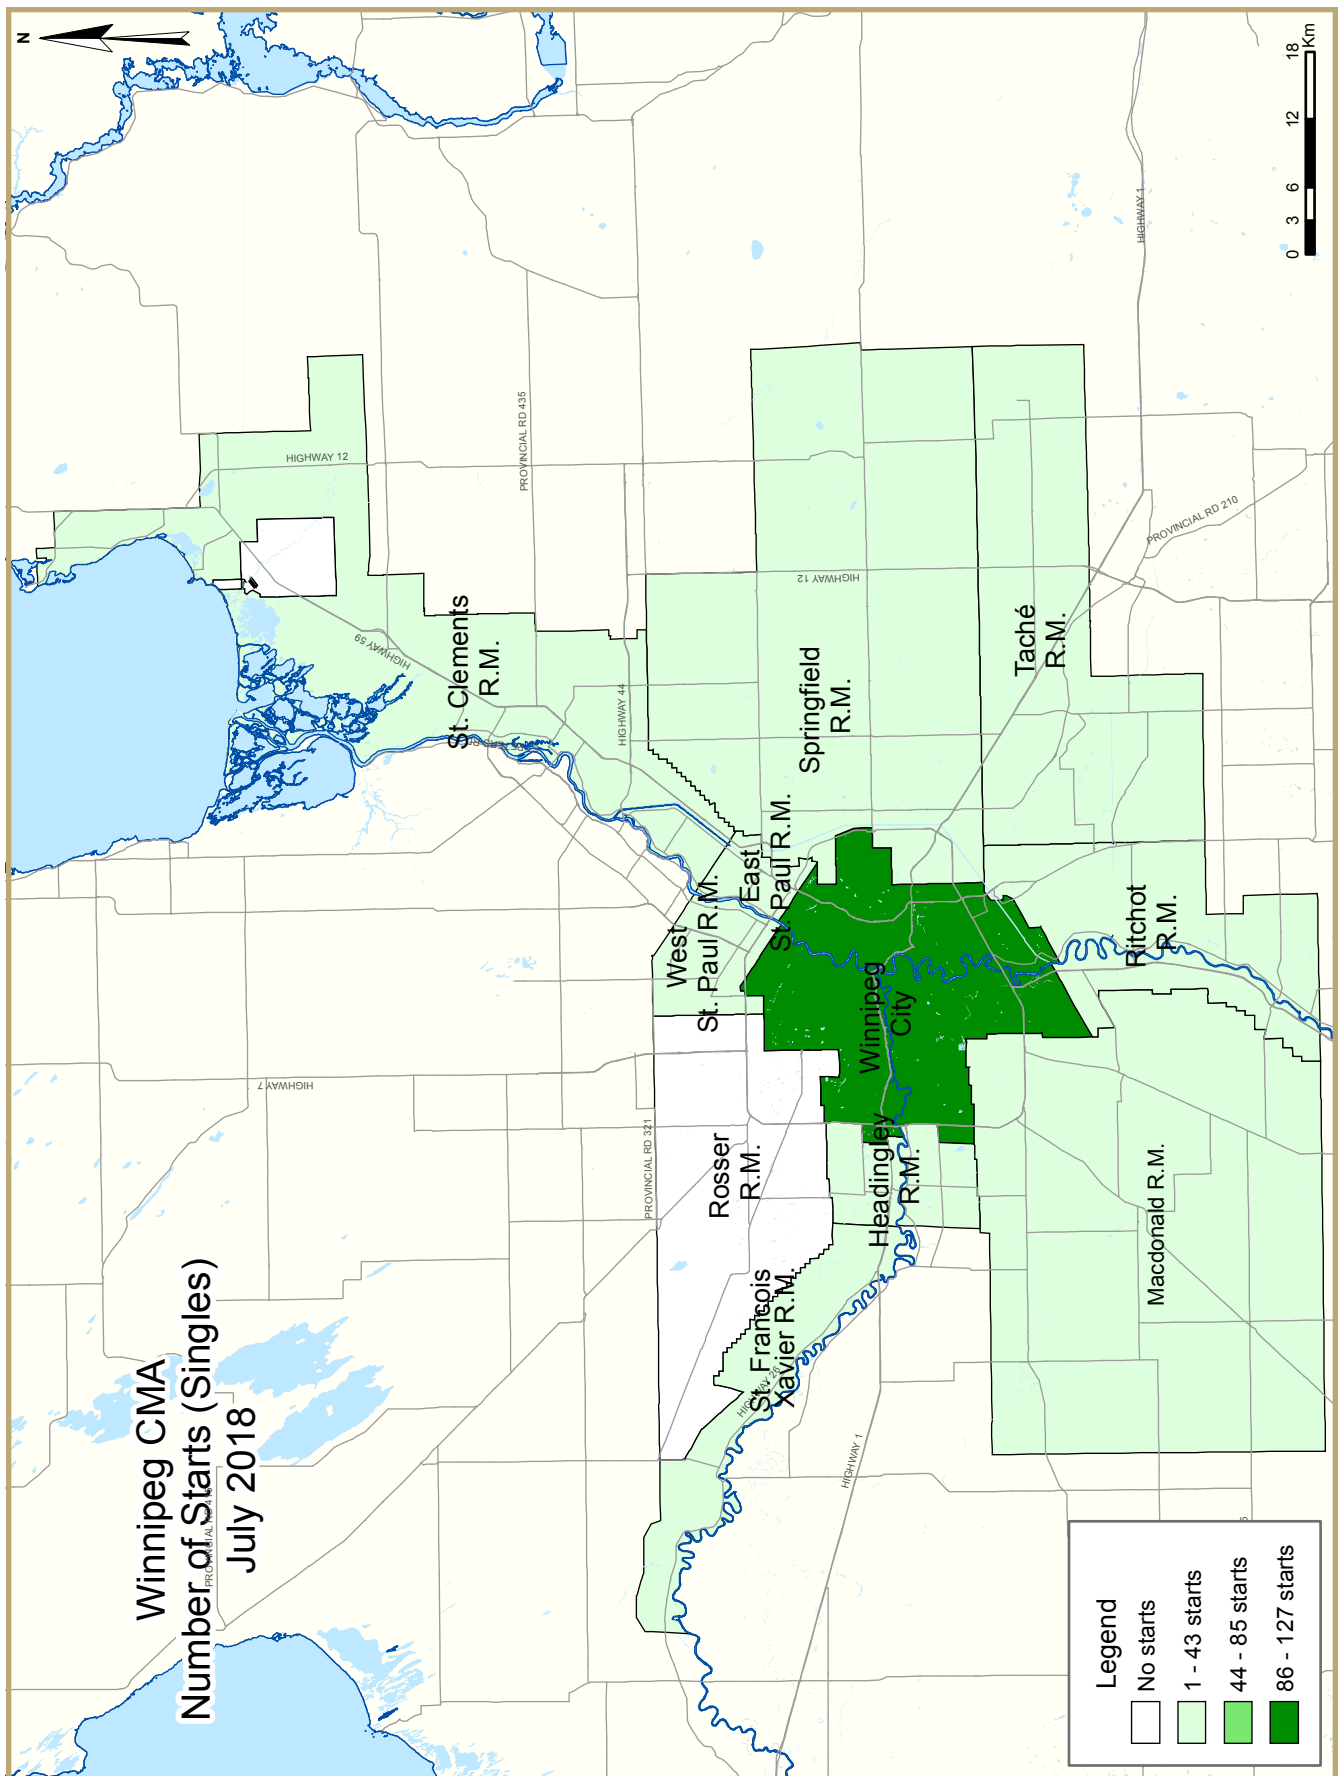 Winnipeg CMA
Number of Starts (Singles)
July 2018
N
PROVINCIAL RD 435
HIGHWAY 12
HIGHWAY 59
HIGHWAY 44
HIGHWAY 7
PROVINCIAL RD 321
HIGHWAY 12
HIGHWAY 1
PROVINCIAL RD 210
HIGHWAY 26
HIGHWAY 1
St. Clements
R.M.
Springfield
R.M.
Taché
R.M.
East
St. Paul R.M.
West
St. Paul R.M.
Ritchot
R.M.
Winnipeg
City
Rosser
R.M.
Headingley
R.M.
St. Francois
Xavier R.M.
Macdonald R.M.
Legend
No starts
1 - 43 starts
44 - 85 starts
86 - 127 starts
0 3 6 12 18
Km